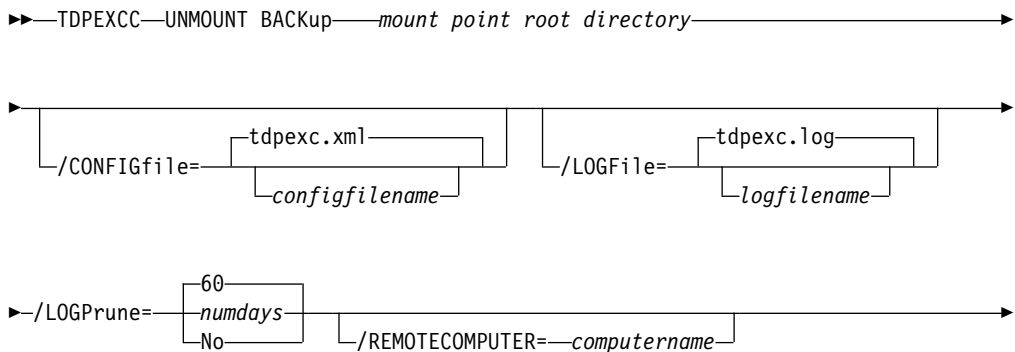 TDPEXCC UNMOUNT BACKup mount point root directory
tdpexc.xml tdpexc.log
/CONFIGfile= /LOGFile=
configfilename logfilename
60
/LOGPrune= numdays
No /REMOTECOMPUTER= computername